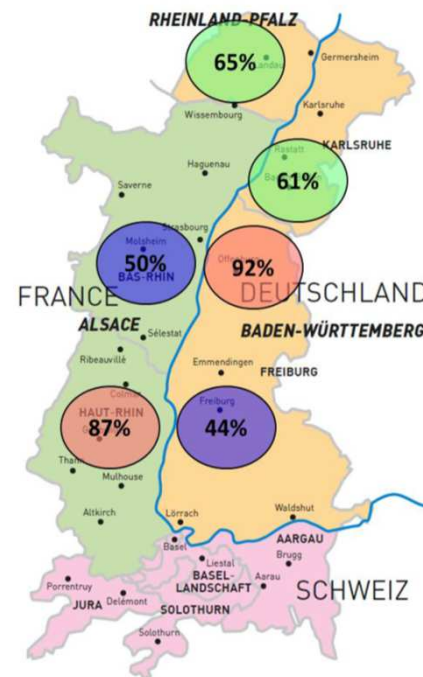 RHEINLAND-PFALZ
65%
Landau
Germersheim
Karlsruhe
Wissembourg
KARLSRUHE
Rastatt
Haguenau
61%
Saverne
Strasbourg
Molsheim
50%
92%
BAS-RHIN
FRANCE
DEUTSCHLAND
ALSACE
BADEN-WÜRTTEMBERG
Sélestat
Ribeauvillé
Emmendingen
FREIBURG
Colmar
Freiburg
HAUT-RHIN
87%
44%
Thann
Mulhouse
Altkirch
Lörrach
Waldshut
Basel
AARGAU
Liestal
Brugg
BASEL-
LANDSCHAFT
Aarau
SCHWEIZ
Porrentruy
JURA
Delémont
SOLOTHURN
Solothurn